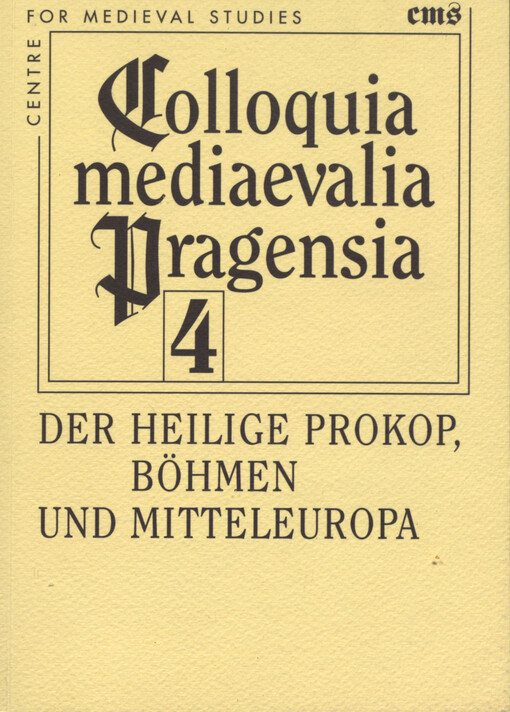 CENTRE
FOR MEDIEVAL STUDIES
cms
Colloquia
mediaevalia
Pragensia
4
DER HEILIGE PROKOP,
BÖHMEN
UND MITTELEUROPA